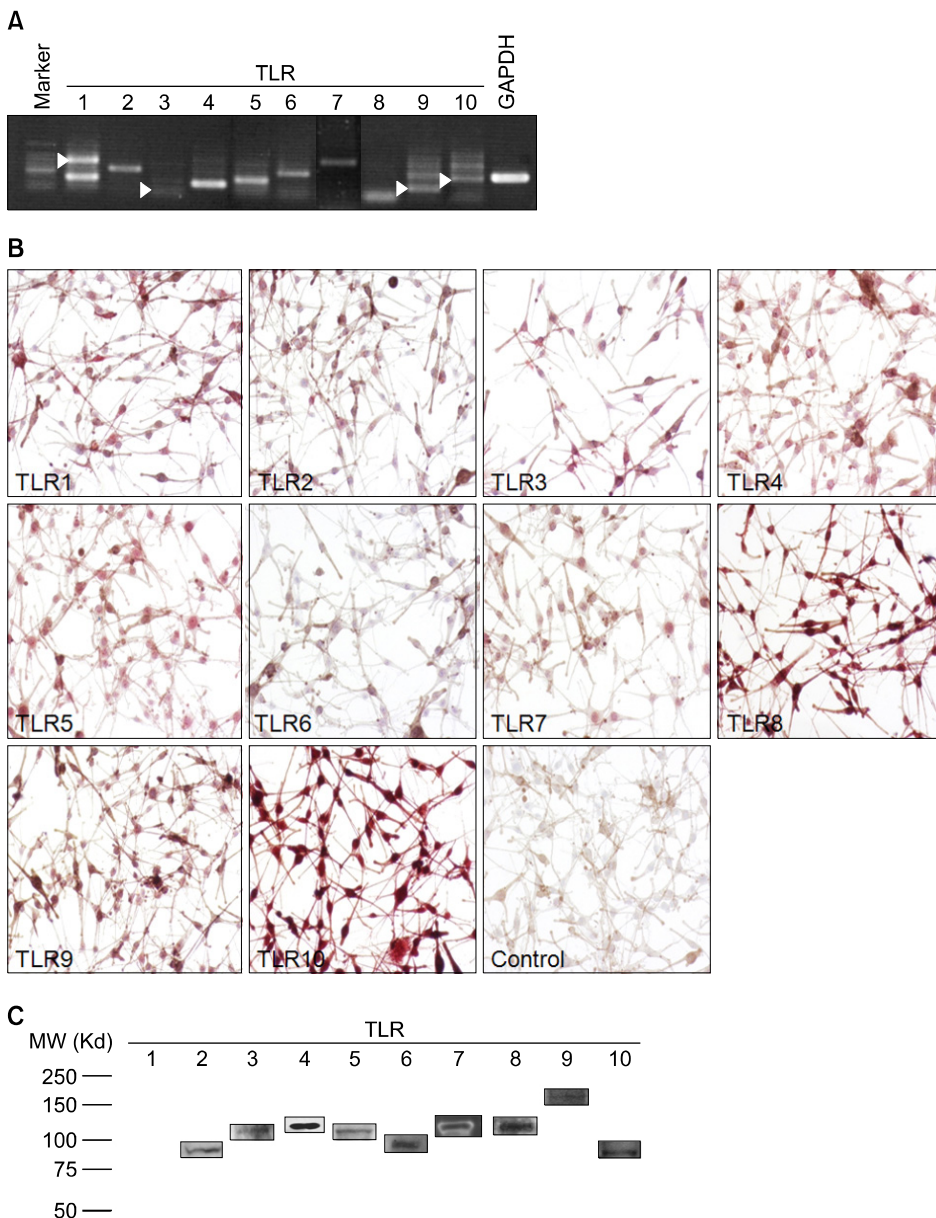 A
Marker
TLR
GAPDH
1 2 3 4 5 6 7 8 9 10
B
TLR1 TLR2 TLR3 TLR4
TLR5 TLR6 TLR7 TLR8
TLR9 TLR10 Control
C
TLR
MW (Kd) 1 2 3 4 5 6 7 8 9 10
250
150
100
75
50